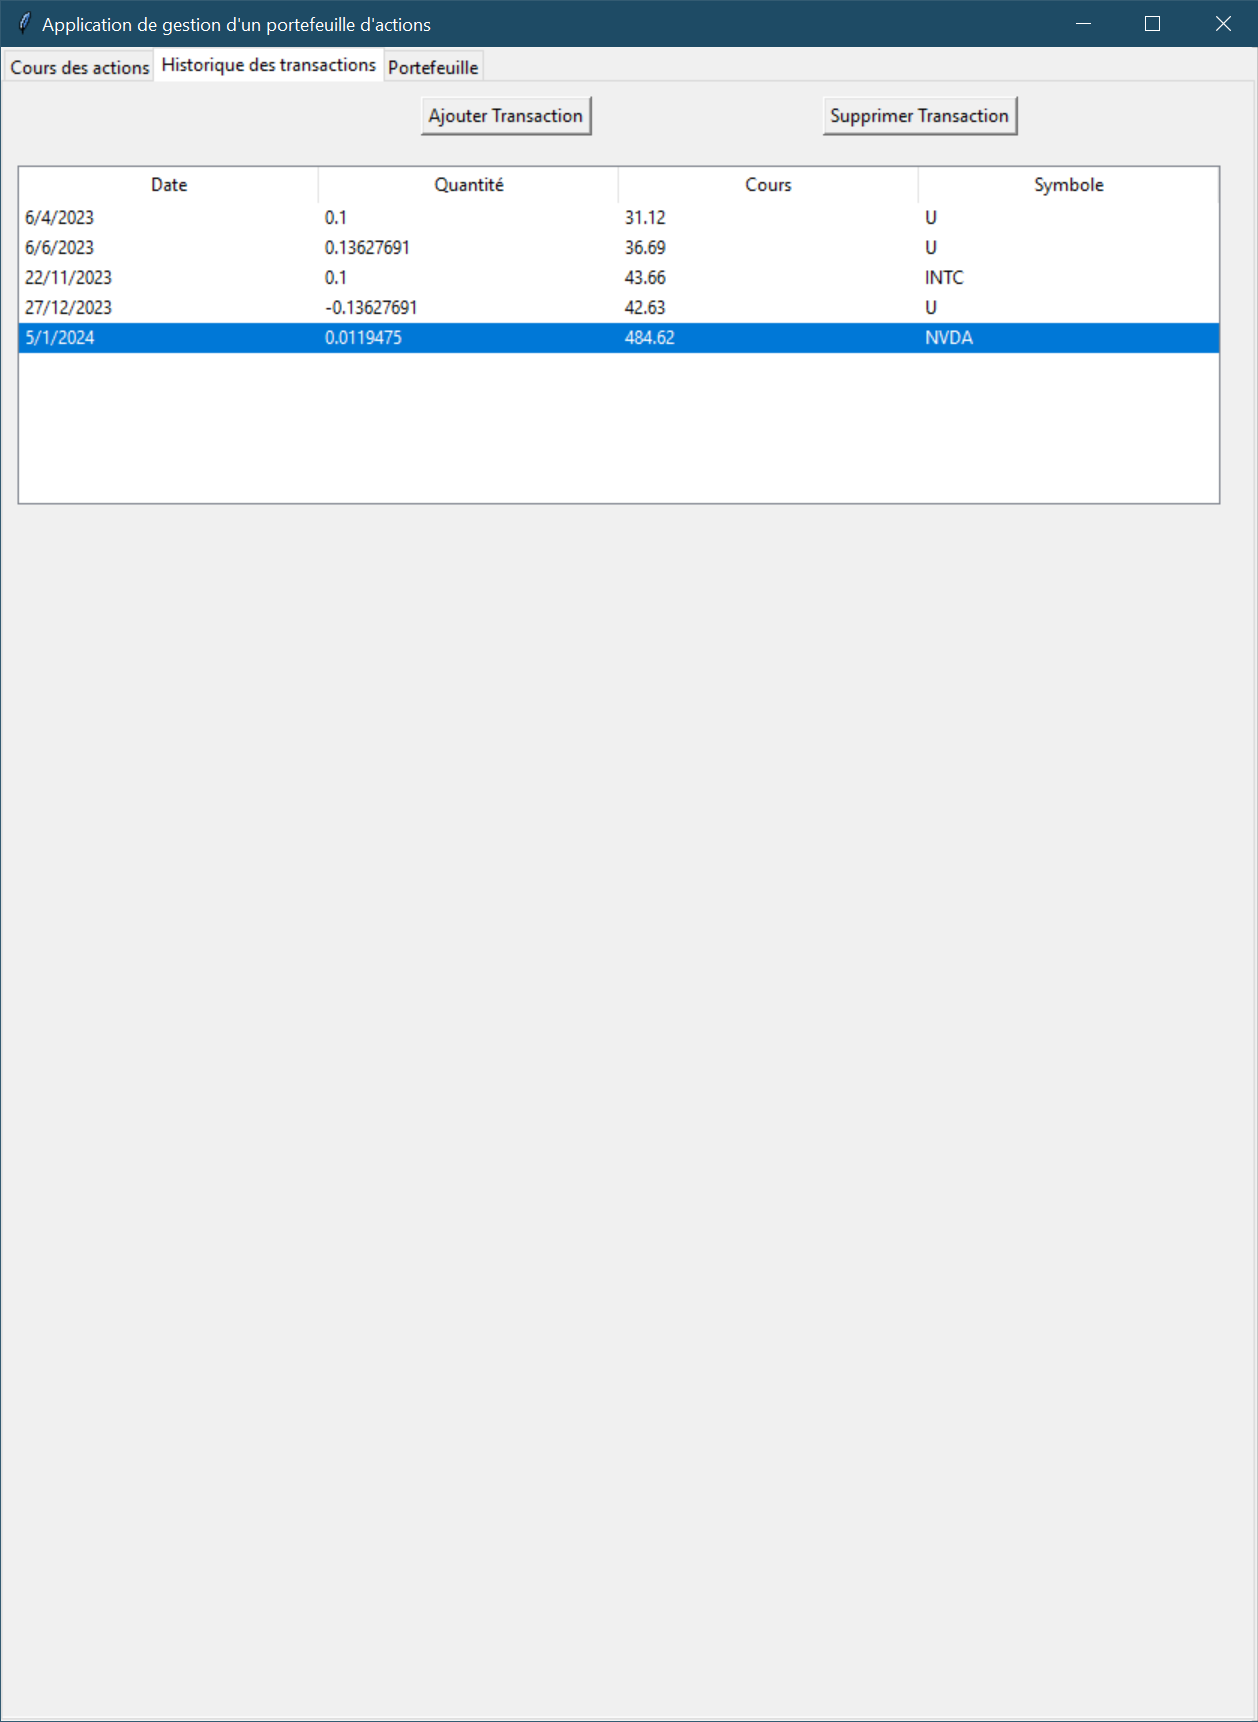 Application de gestion d'un portefeuille d'actions
Cours des actions Historique des transactions Portefeuille
Ajouter Transaction Supprimer Transaction
Date Quantité Cours Symbole
6/4/2023 0.1 31.12 U
6/6/2023 0.13627691 36.69 U
22/11/2023 0.1 43.66 INTC
27/12/2023 -0.13627691 42.63 U
5/1/2024 0.0119475 484.62 NVDA